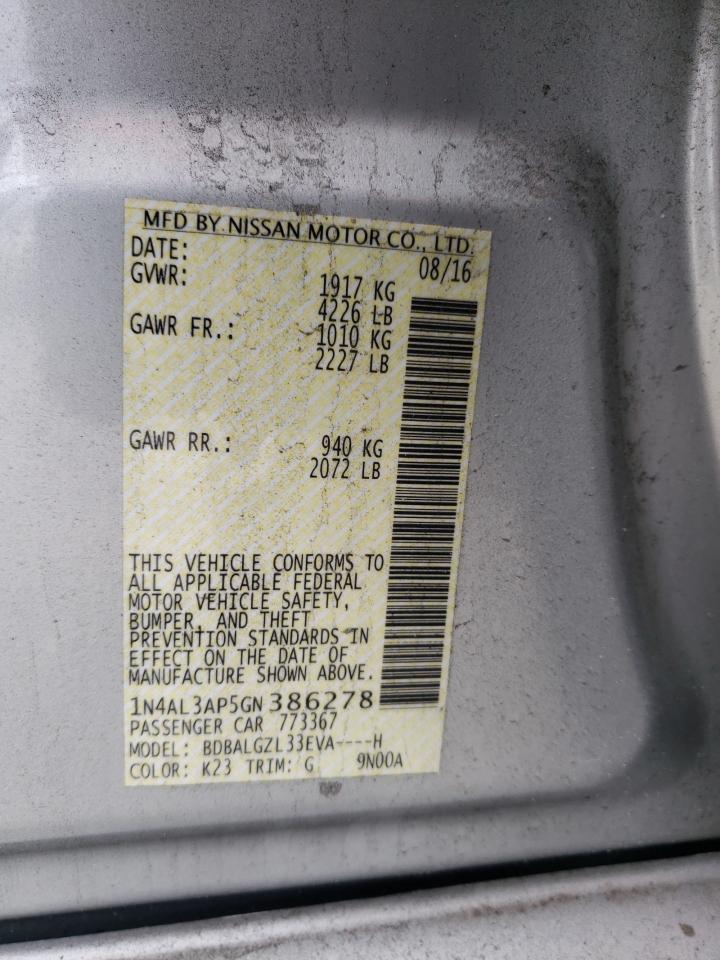 MFD BY NISSAN MOTOR CO., LTD.
DATE: 08/16
GVWR: 1917 KG
4226 LB
GAWR FR.: 1010 KG
2227 LB
GAWR RR.: 940 KG
2072 LB
THIS VEHICLE CONFORMS TO
ALL APPLICABLE FEDERAL
MOTOR VEHICLE SAFETY,
BUMPER, AND THEFT
PREVENTION STANDARDS IN
EFFECT ON THE DATE OF
MANUFACTURE SHOWN ABOVE.
1N4AL3AP5GN386278
PASSENGER CAR 773367
MODEL: BDBALGZL33EVA----H
COLOR: K23 TRIM: G 9N00A